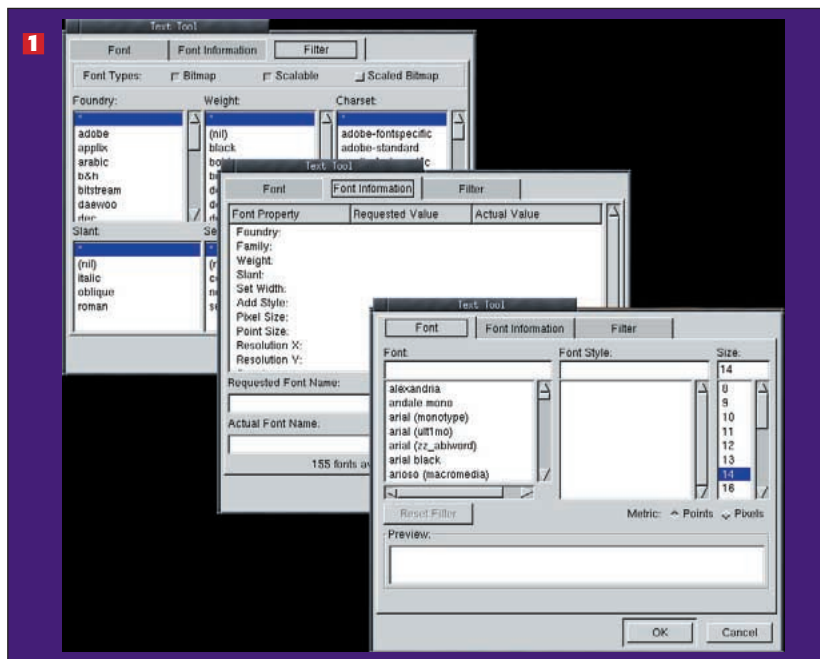 1
Text Tool
Font Font Information Filter
Font Types: Bitmap Scalable Scaled Bitmap
Foundry: Weight: Charset:
* * *
adobe (nil) adobe-fontspecific
applix black adobe-standard
arabic
b&h
bitstream
daewoo
dec
Slant:
*
(nil)
italic
oblique
roman
Text Tool
Font Font Information Filter
Font Property Requested Value Actual Value
Foundry:
Family:
Weight:
Slant:
Set Width:
Add Style:
Pixel Size:
Point Size:
Resolution X:
Resolution Y:
Requested Font Name:
Actual Font Name:
155 fonts
Text Tool
Font Font Information Filter
Font: Font Style: Size:
14
alexandria 8
andale mono 9
arial (monotype) 10
arial (ult1mo) 11
arial (zz_abiword) 12
arial black 13
arioso (macromedia) 14
16
Reset Filter Metric: Points Pixels
Preview:
OK Cancel